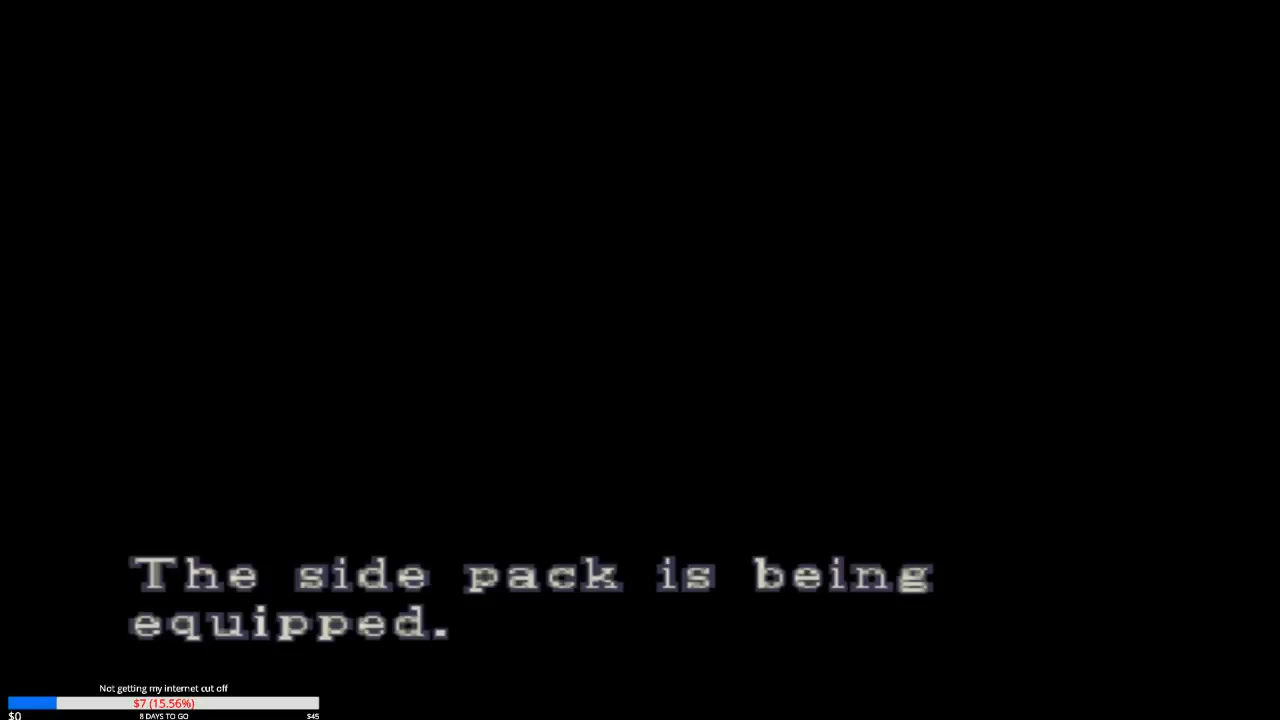 The side pack is being
equipped.
Not getting my internet cut off
$7 (15.56%)
$0 8 DAYS TO GO $45